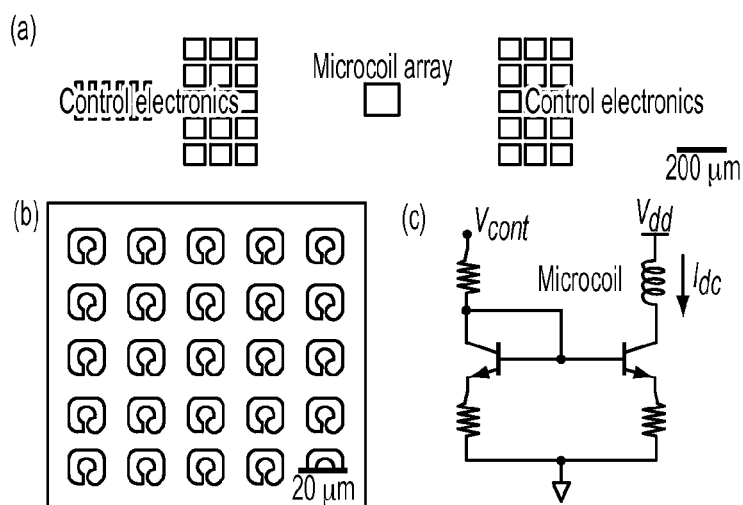 (a)
Microcoil array
Control electronics
Control electronics
200 μm
(b)
(c)
V_cont
V_dd
Microcoil
I_dc
20 μm